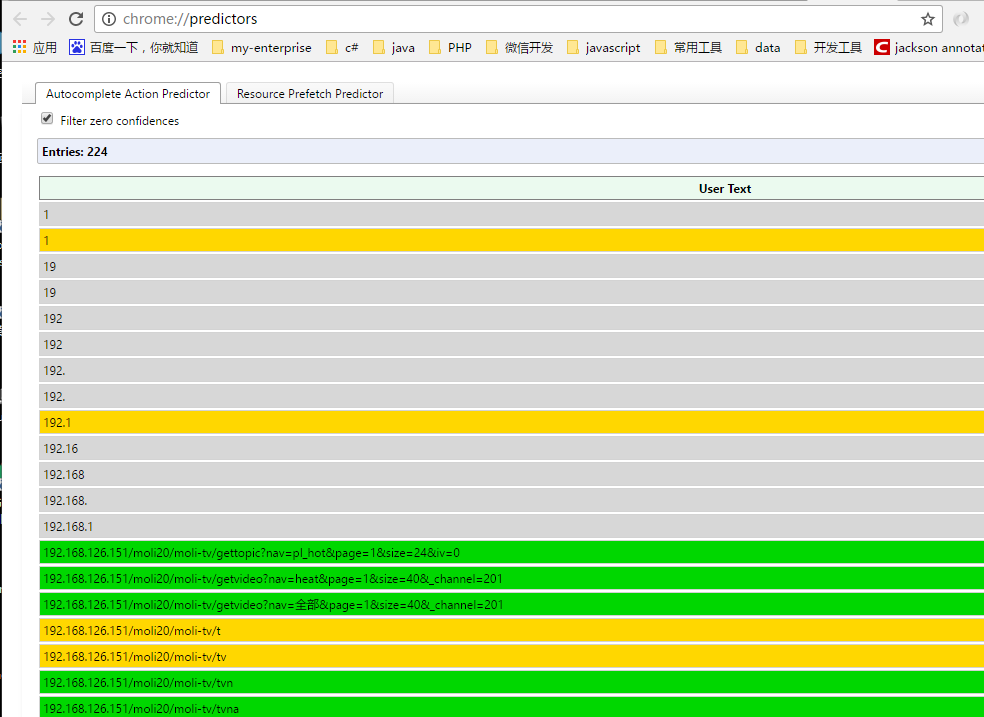 chrome://predictors
应用 百度一下，你就知道 my-enterprise c# java PHP 微信开发 javascript 常用工具 data 开发工具 jackson annotat
Autocomplete Action Predictor Resource Prefetch Predictor
Filter zero confidences
Entries: 224
User Text
1
1
19
19
192
192
192.
192.
192.1
192.16
192.168
192.168.
192.168.1
192.168.126.151/moli20/moli-tv/gettopic?nav=pl_hot&page=1&size=24&iv=0
192.168.126.151/moli20/moli-tv/getvideo?nav=heat&page=1&size=40&_channel=201
192.168.126.151/moli20/moli-tv/getvideo?nav=全部&page=1&size=40&_channel=201
192.168.126.151/moli20/moli-tv/t
192.168.126.151/moli20/moli-tv/tv
192.168.126.151/moli20/moli-tv/tvn
192.168.126.151/moli20/moli-tv/tvna